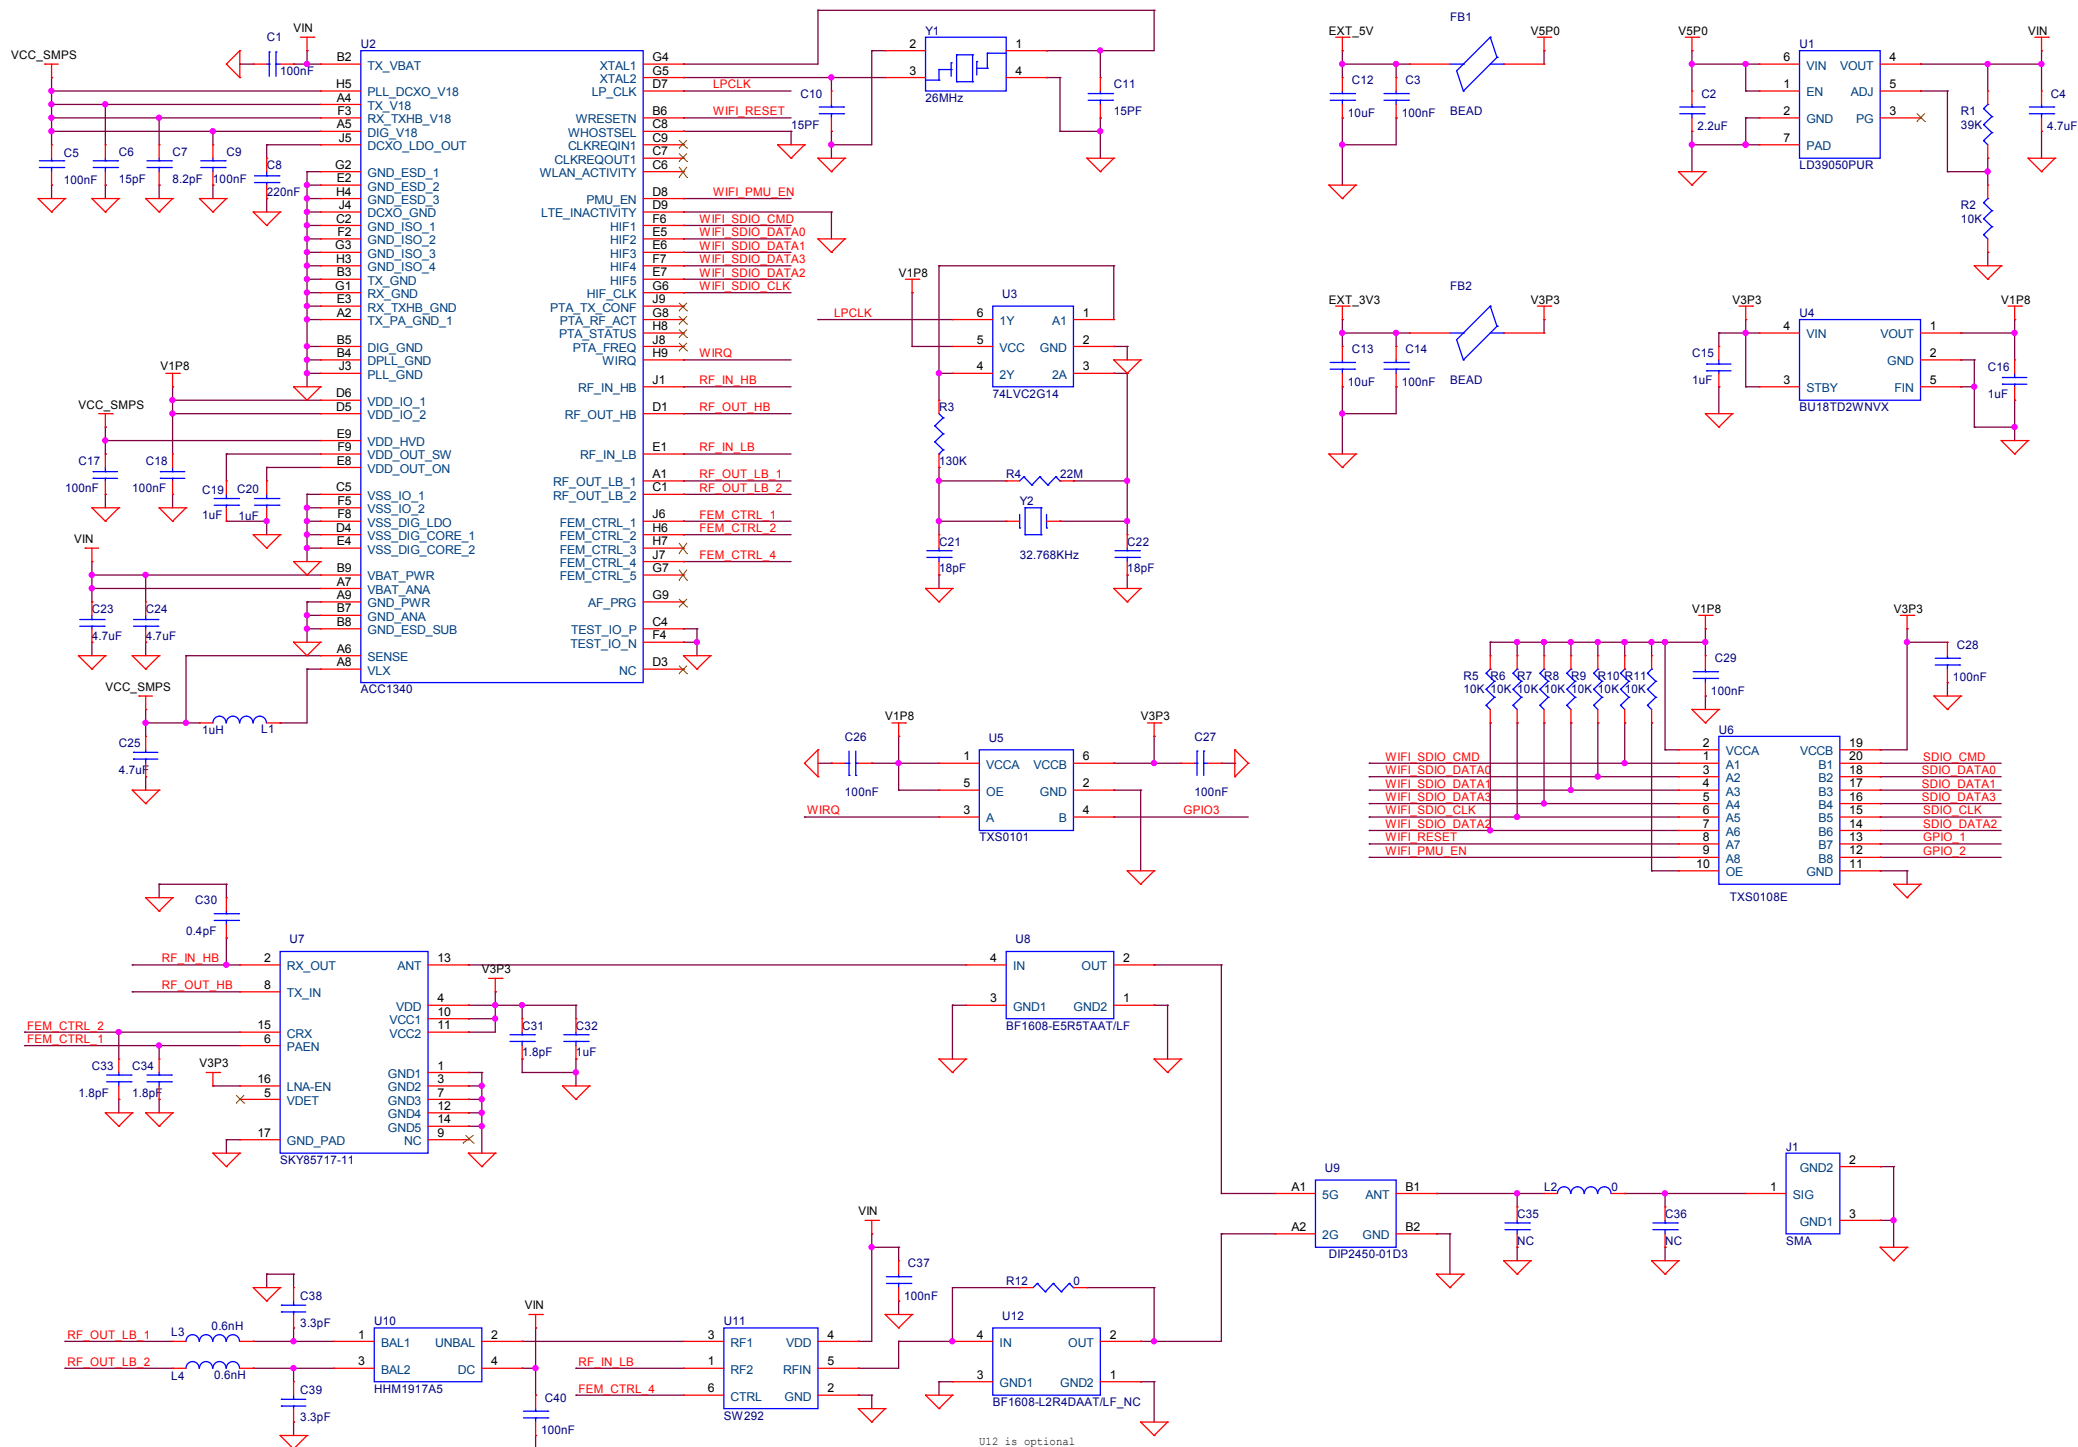 VCC_SMPS
C1
100nF
VIN
U2
B2 TX_VBAT
H5 PLL_DCXO_V18
A4 TX_V18
F3 RX_TXHB_V18
A5 DIG_V18
J5 DCXO_LDO_OUT
C5 100nF
C6 15pF
C7 8.2pF
C9 100nF
C8 220nF
G2 GND_ESD_1
E2 GND_ESD_2
H4 GND_ESD_3
J4 DCXO_GND
C2 GND_ISO_1
F2 GND_ISO_2
G3 GND_ISO_3
H3 GND_ISO_4
B3 TX_GND
G1 RX_GND
E3 RX_TXHB_GND
A2 TX_PA_GND_1
B5 DIG_GND
B4 DPLL_GND
J3 PLL_GND
V1P8
VCC_SMPS
D6 VDD_IO_1
D5 VDD_IO_2
E9 VDD_HVD
F9 VDD_OUT_SW
E8 VDD_OUT_ON
C17 100nF
C18 100nF
C19 1uF
C20 1uF
C5 VSS_IO_1
F5 VSS_IO_2
F8 VSS_DIG_LDO
D4 VSS_DIG_CORE_1
E4 VSS_DIG_CORE_2
VIN
B9 VBAT_PWR
A7 VBAT_ANA
A9 GND_PWR
B7 GND_ANA
B8 GND_ESD_SUB
C23 4.7uF
C24 4.7uF
A6 SENSE
A8 VLX
ACC1340
VCC_SMPS
1uH L1
C25 4.7uF
XTAL1 G4
XTAL2 G5
LP_CLK D7 LPCLK
WRESETN B6 WIFI_RESET
WHOSTSEL C8
CLKREQIN1 C9
CLKREQOUT1 C7
WLAN_ACTIVITY C6
PMU_EN D8 WIFI_PMU_EN
LTE_INACTIVITY D9
HIF1 F6 WIFI_SDIO_CMD
HIF2 E5 WIFI_SDIO_DATA0
HIF3 E6 WIFI_SDIO_DATA1
HIF4 F7 WIFI_SDIO_DATA3
HIF5 E7 WIFI_SDIO_DATA2
HIF_CLK G6 WIFI_SDIO_CLK
PTA_TX_CONF J9
PTA_RF_ACT G8
PTA_STATUS H8
PTA_FREQ J8
WIRQ H9 WIRQ
RF_IN_HB J1 RF_IN_HB
RF_OUT_HB D1 RF_OUT_HB
RF_IN_LB E1 RF_IN_LB
RF_OUT_LB_1 A1 RF_OUT_LB_1
RF_OUT_LB_2 C1 RF_OUT_LB_2
FEM_CTRL_1 J6 FEM_CTRL_1
FEM_CTRL_2 H6 FEM_CTRL_2
FEM_CTRL_3 H7
FEM_CTRL_4 J7 FEM_CTRL_4
FEM_CTRL_5 G7
AF_PRG G9
TEST_IO_P C4
TEST_IO_N F4
NC D3
Y1
2 1
3 4
26MHz
C10 15PF
C11 15PF
V1P8
U3
LPCLK 6 1Y A1 1
5 VCC GND 2
4 2Y 2A 3
74LVC2G14
R3 130K
R4 22M
Y2
32.768KHz
C21 18pF
C22 18pF
EXT_5V
FB1
V5P0
C12 10uF
C3 100nF
BEAD
V5P0
U1
VIN
6 VIN VOUT 4
1 EN ADJ 5
2 GND PG 3
7 PAD
LD39050PUR
C2 2.2uF
R1 39K
C4 4.7uF
R2 10K
EXT_3V3
FB2
V3P3
C13 10uF
C14 100nF
BEAD
V3P3
U4
V1P8
4 VIN VOUT 1
GND 2
3 STBY FIN 5
BU18TD2WNVX
C15 1uF
C16 1uF
V1P8
V3P3
U5
C26 100nF
C27 100nF
1 VCCA VCCB 6
5 OE GND 2
WIRQ 3 A B 4 GPIO3
TXS0101
V1P8
V3P3
R5 R6 R7 R8 R9 R10 R11
10K 10K 10K 10K 10K 10K 10K
C29 100nF
C28 100nF
U6
2 VCCA VCCB 19
WIFI_SDIO_CMD 1 A1 B1 20 SDIO_CMD
WIFI_SDIO_DATA0 3 A2 B2 18 SDIO_DATA0
WIFI_SDIO_DATA1 4 A3 B3 17 SDIO_DATA1
WIFI_SDIO_DATA3 5 A4 B4 16 SDIO_DATA3
WIFI_SDIO_CLK 6 A5 B5 15 SDIO_CLK
WIFI_SDIO_DATA2 7 A6 B6 14 SDIO_DATA2
WIFI_RESET 8 A7 B7 13 GPIO_1
WIFI_PMU_EN 9 A8 B8 12 GPIO_2
10 OE GND 11
TXS0108E
C30 0.4pF
U7
RF_IN_HB 2 RX_OUT ANT 13
RF_OUT_HB 8 TX_IN
VDD 4
VCC1 10
VCC2 11
V3P3
FEM_CTRL_2 15 CRX
FEM_CTRL_1 6 PAEN
C31 1.8pF
C32 1uF
C33 1.8pF
C34 1.8pF
V3P3
16 LNA-EN
5 VDET
GND1 1
GND2 3
GND3 7
GND4 12
GND5 14
NC 9
17 GND_PAD
SKY85717-11
U8
4 IN OUT 2
3 GND1 GND2 1
BF1608-E5R5TAAT/LF
U9
A1 5G ANT B1
A2 2G GND B2
DIP2450-01D3
L2 0
C35 NC
C36 NC
J1
GND2 2
1 SIG
GND1 3
SMA
C38 3.3pF
RF_OUT_LB_1 L3 0.6nH
RF_OUT_LB_2 L4 0.6nH
C39 3.3pF
U10
1 BAL1 UNBAL 2
3 BAL2 DC 4
HHM1917A5
VIN
C40 100nF
VIN
C37 100nF
U11
3 RF1 VDD 4
RF_IN_LB 1 RF2 RFIN 5
FEM_CTRL_4 6 CTRL GND 2
SW292
R12 0
U12
4 IN OUT 2
3 GND1 GND2 1
BF1608-L2R4DAAT/LF_NC
U12 is optional